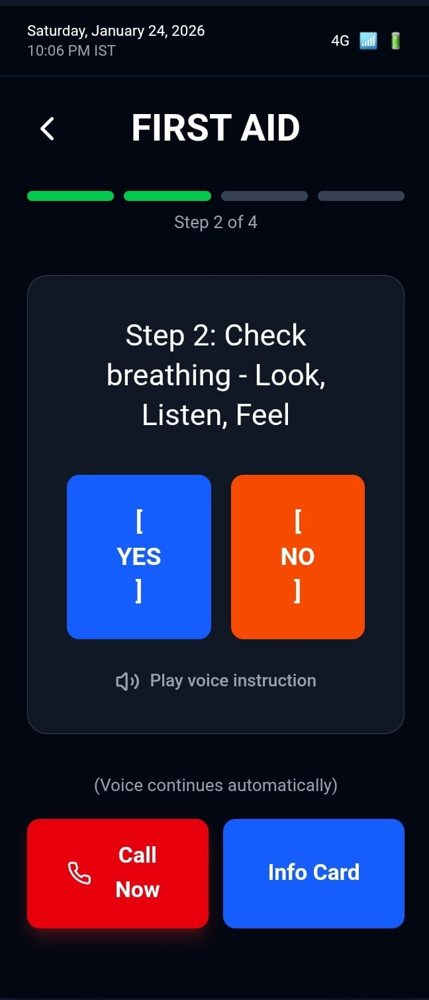 Saturday, January 24, 2026
10:06 PM IST
4G
FIRST AID
Step 2 of 4
Step 2: Check
breathing - Look,
Listen, Feel
[
YES
]
[
NO
]
Play voice instruction
(Voice continues automatically)
Call
Now
Info Card